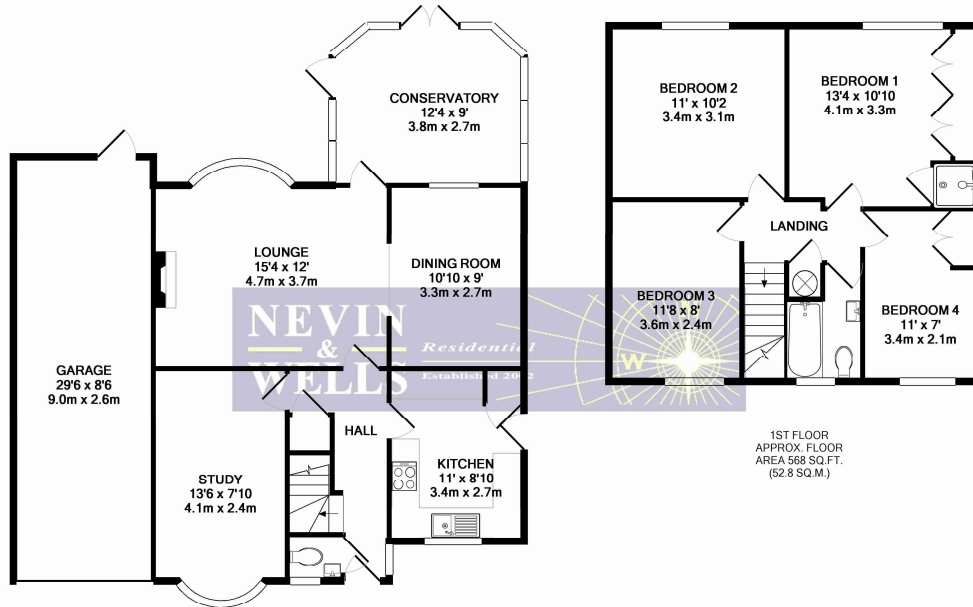 CONSERVATORY
12'4 x 9'
3.8m x 2.7m
LOUNGE
15'4 x 12'
4.7m x 3.7m
DINING ROOM
10'10 x 9'
3.3m x 2.7m
GARAGE
29'6 x 8'6
9.0m x 2.6m
HALL
STUDY
13'6 x 7'10
4.1m x 2.4m
KITCHEN
11' x 8'10
3.4m x 2.7m
BEDROOM 2
11' x 10'2
3.4m x 3.1m
BEDROOM 1
13'4 x 10'10
4.1m x 3.3m
LANDING
BEDROOM 3
11'8 x 8'
3.6m x 2.4m
BEDROOM 4
11' x 7'
3.4m x 2.1m
1ST FLOOR
APPROX. FLOOR
AREA 568 SQ.FT.
(52.8 SQ.M.)
NEVIN
&
WELLS
Residential
Established 2002
W